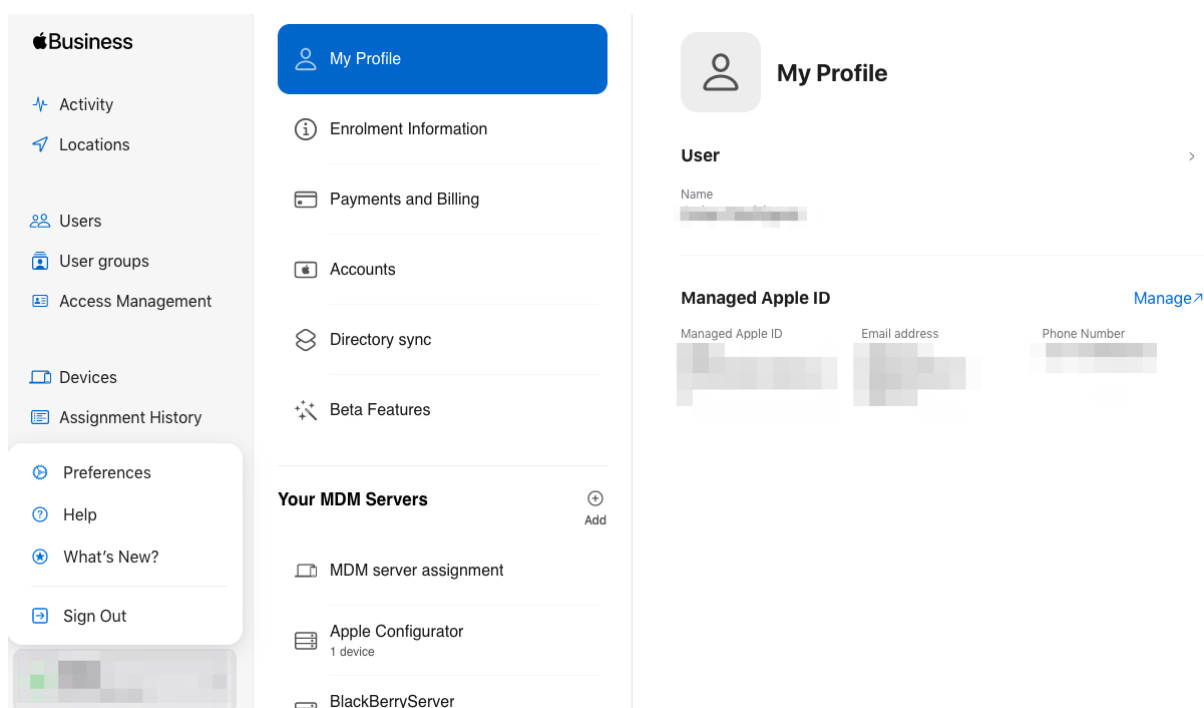 Business
Activity
Locations
Users
User groups
Access Management
Devices
Assignment History
Preferences
Help
What's New?
Sign Out
My Profile
Enrolment Information
Payments and Billing
Accounts
Directory sync
Beta Features
Your MDM Servers
Add
MDM server assignment
Apple Configurator
1 device
BlackBerryServer
My Profile
User
Name
Managed Apple ID
Manage
Managed Apple ID Email address Phone Number